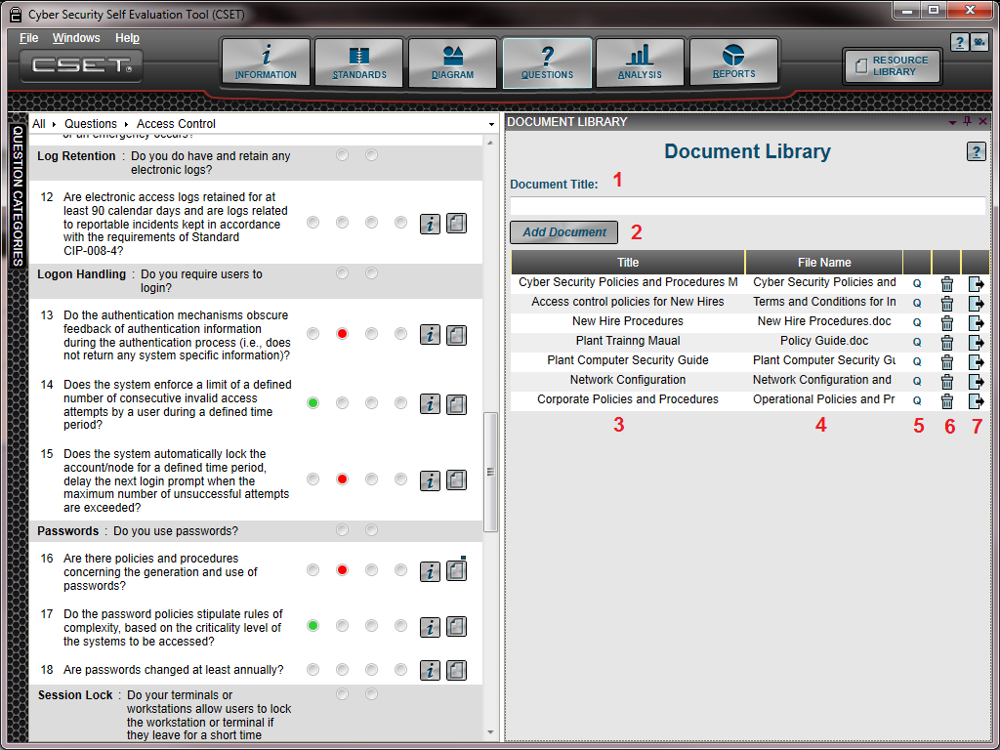 Cyber Security Self Evaluation Tool (CSET)
File Windows Help
CSET
INFORMATION
STANDARDS
DIAGRAM
QUESTIONS
ANALYSIS
REPORTS
RESOURCE
LIBRARY
QUESTION CATEGORIES
All Questions Access Control
or an emergency occurs?
Log Retention : Do you do have and retain any
electronic logs?
12 Are electronic access logs retained for at
least 90 calendar days and are logs related
to reportable incidents kept in accordance
with the requirements of Standard
CIP-008-4?
Logon Handling : Do you require users to
login?
13 Do the authentication mechanisms obscure
feedback of authentication information
during the authentication process (i.e., does
not return any system specific information)?
14 Does the system enforce a limit of a defined
number of consecutive invalid access
attempts by a user during a defined time
period?
15 Does the system automatically lock the
account/node for a defined time period,
delay the next login prompt when the
maximum number of unsuccessful attempts
are exceeded?
Passwords : Do you use passwords?
16 Are there policies and procedures
concerning the generation and use of
passwords?
17 Do the password policies stipulate rules of
complexity, based on the criticality level of
the systems to be accessed?
18 Are passwords changed at least annually?
Session Lock : Do your terminals or
workstations allow users to lock
the workstation or terminal if
they leave for a short time
DOCUMENT LIBRARY
Document Library ?
Document Title: 1
Add Document 2
Title File Name
Cyber Security Policies and Procedures M Cyber Security Policies and Q
Access control policies for New Hires Terms and Conditions for In Q
New Hire Procedures New Hire Procedures.doc Q
Plant Trainng Maual Policy Guide.doc Q
Plant Computer Security Guide Plant Computer Security Gu Q
Network Configuration Network Configuration and Q
Corporate Policies and Procedures Operational Policies and Pr Q
3 4 5 6 7